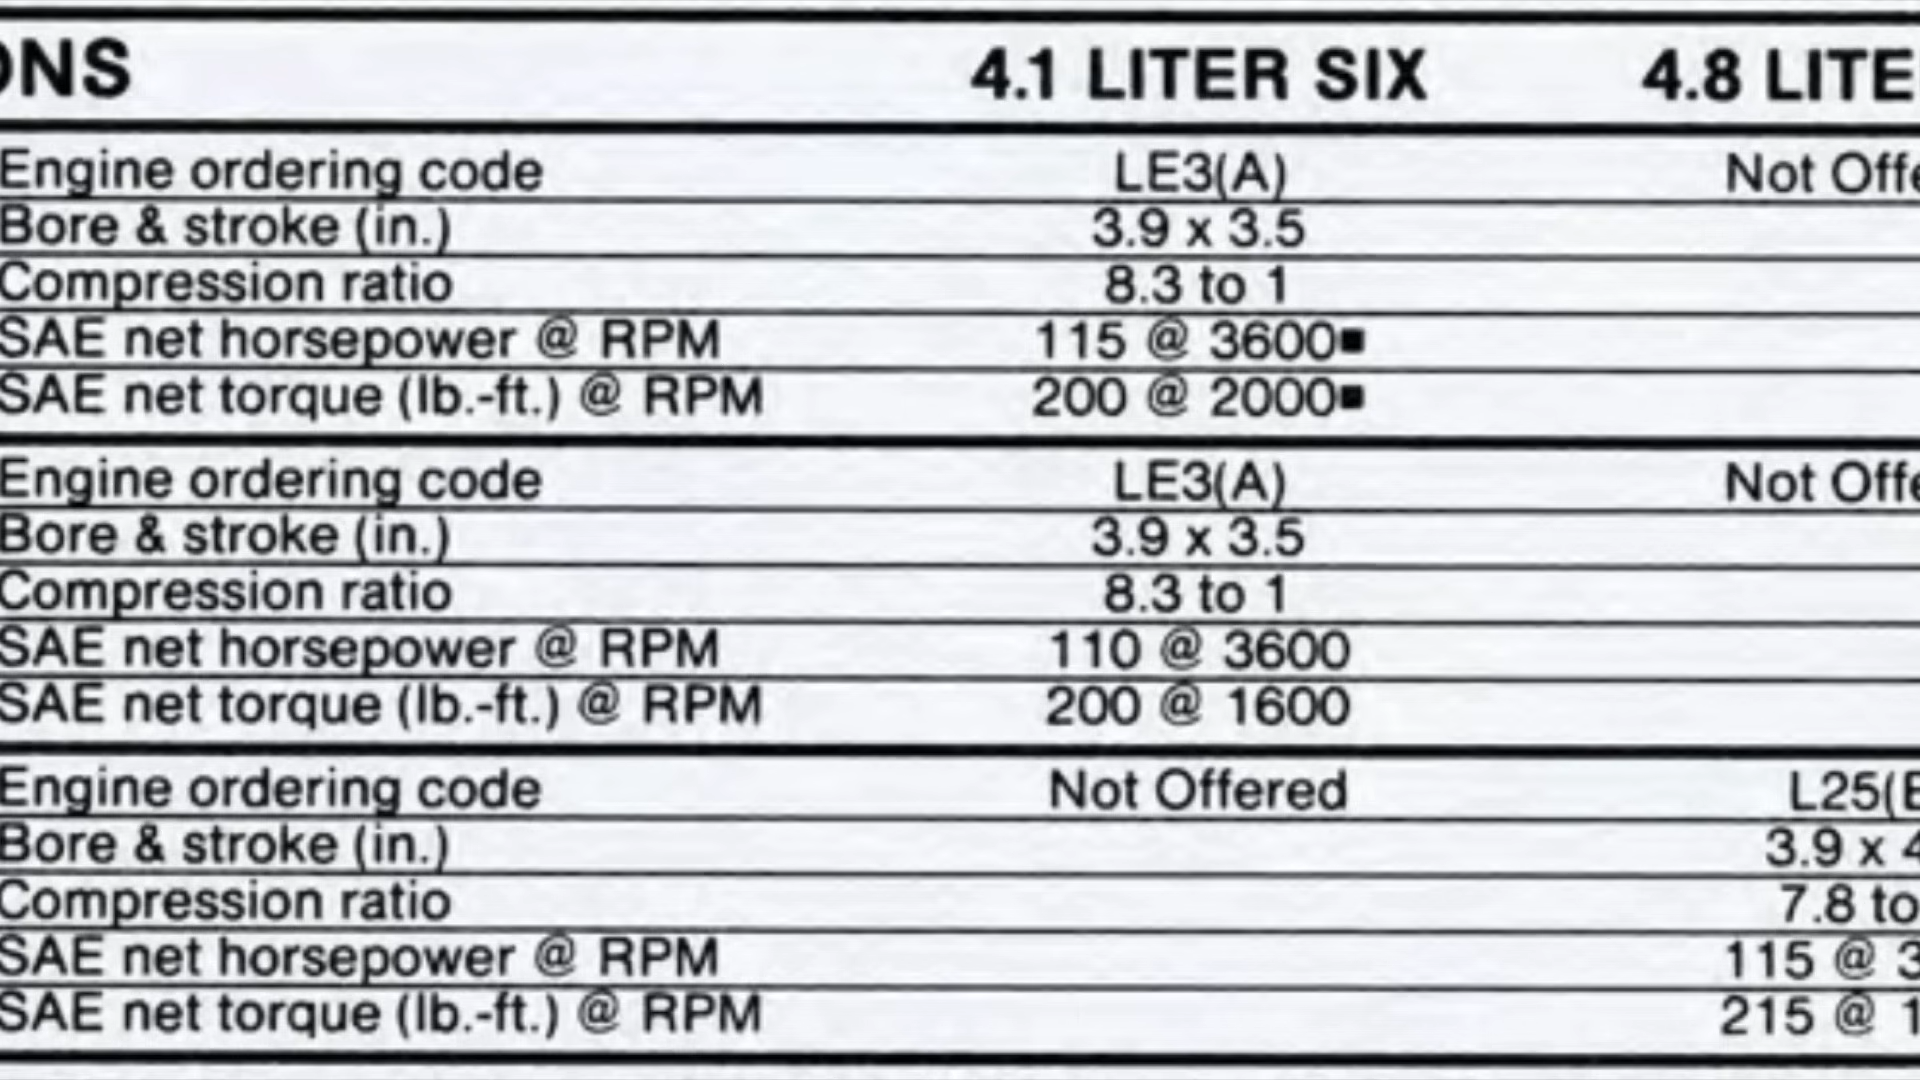 ONS 4.1 LITER SIX 4.8 LITE
Engine ordering code LE3(A) Not Offe
Bore & stroke (in.) 3.9 x 3.5
Compression ratio 8.3 to 1
SAE net horsepower @ RPM 115 @ 3600■
SAE net torque (lb.-ft.) @ RPM 200 @ 2000■
Engine ordering code LE3(A) Not Offe
Bore & stroke (in.) 3.9 x 3.5
Compression ratio 8.3 to 1
SAE net horsepower @ RPM 110 @ 3600
SAE net torque (lb.-ft.) @ RPM 200 @ 1600
Engine ordering code Not Offered L25(B
Bore & stroke (in.) 3.9 x 4
Compression ratio 7.8 to
SAE net horsepower @ RPM 115 @ 3
SAE net torque (lb.-ft.) @ RPM 215 @ 1